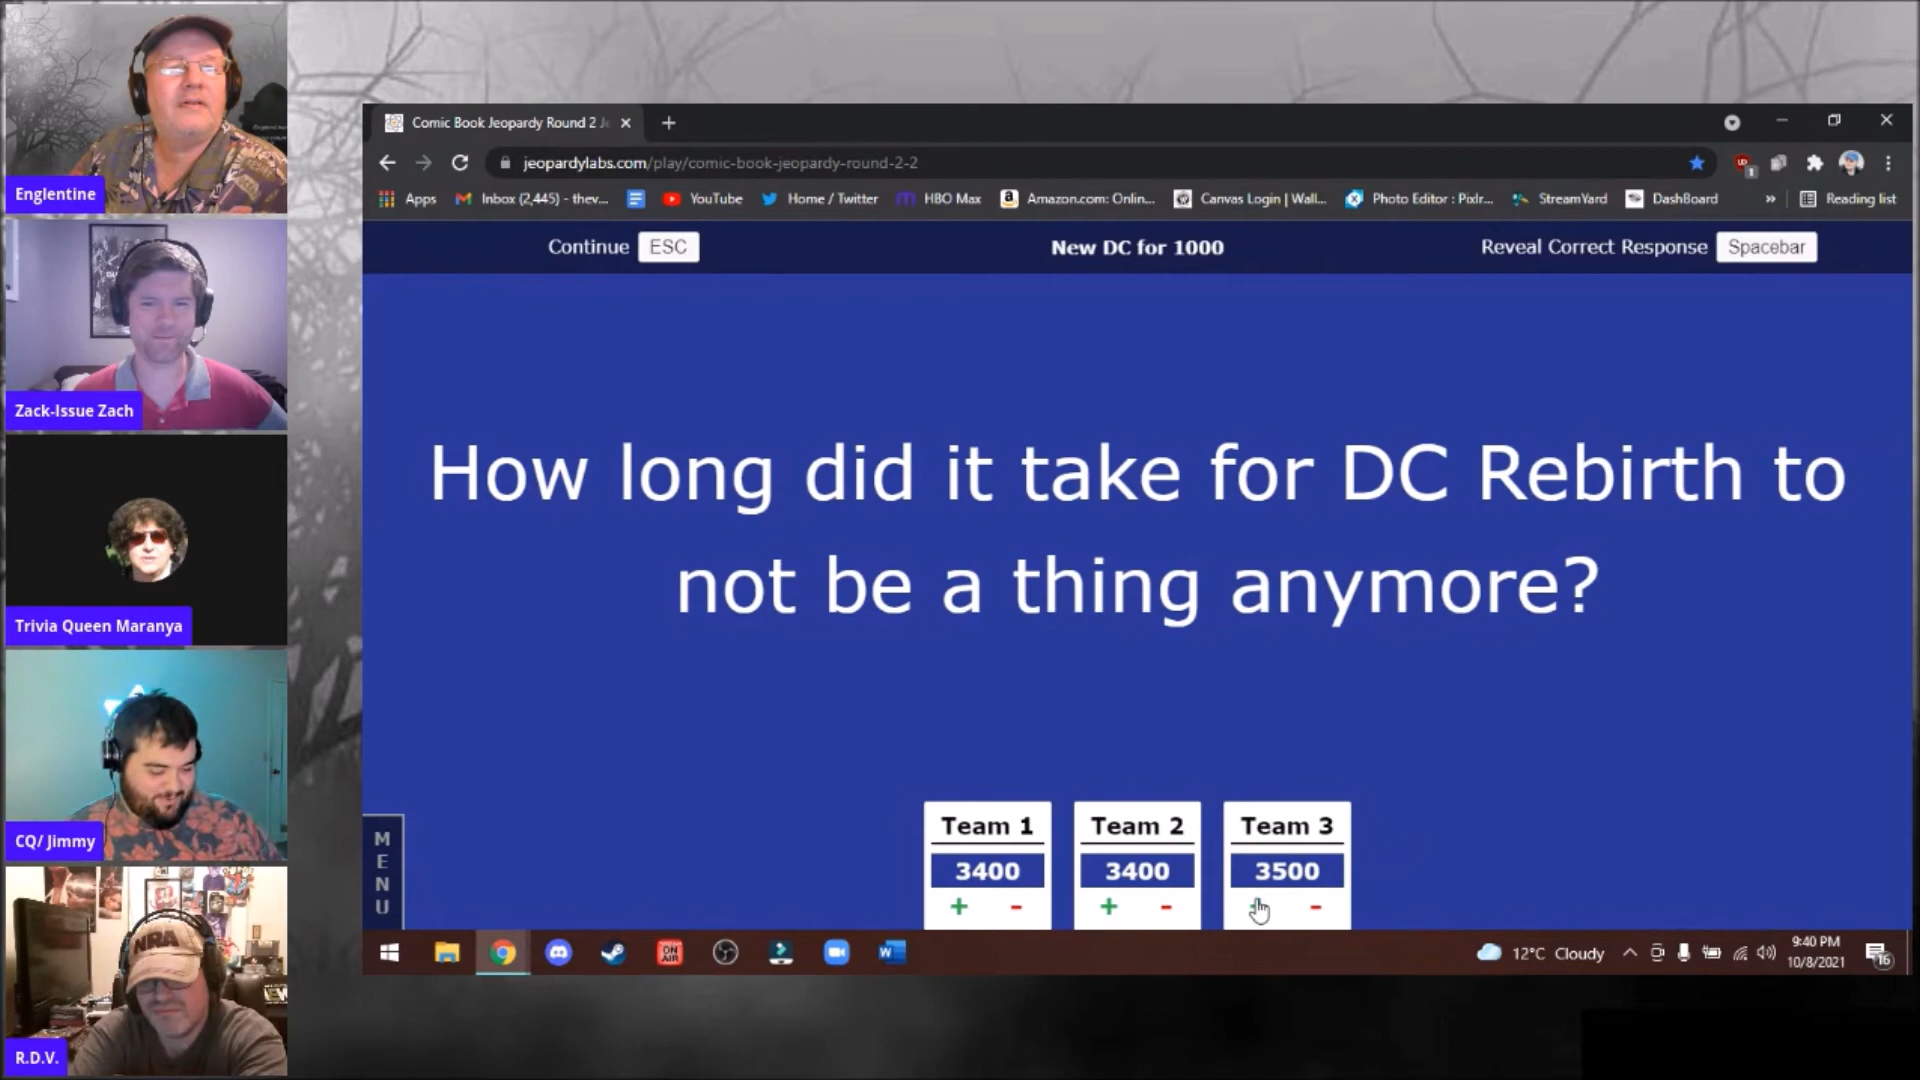 Englentine
Zack-Issue Zach
Trivia Queen Maranya
CQ/ Jimmy
NRA
R.D.V.
Comic Book Jeopardy Round 2 J
jeopardylabs.com/play/comic-book-jeopardy-round-2-2
Apps
Inbox (2,445) - thev...
YouTube
Home / Twitter
HBO Max
Amazon.com: Onlin...
Canvas Login | Wall...
Photo Editor : Pixlr...
StreamYard
DashBoard
»
Reading list
Continue ESC
New DC for 1000
Reveal Correct Response Spacebar
How long did it take for DC Rebirth to
not be a thing anymore?
MENU
Team 1
3400
+ -
Team 2
3400
+ -
Team 3
3500
-
ON
AIR
12°C Cloudy
9:40 PM
10/8/2021
16